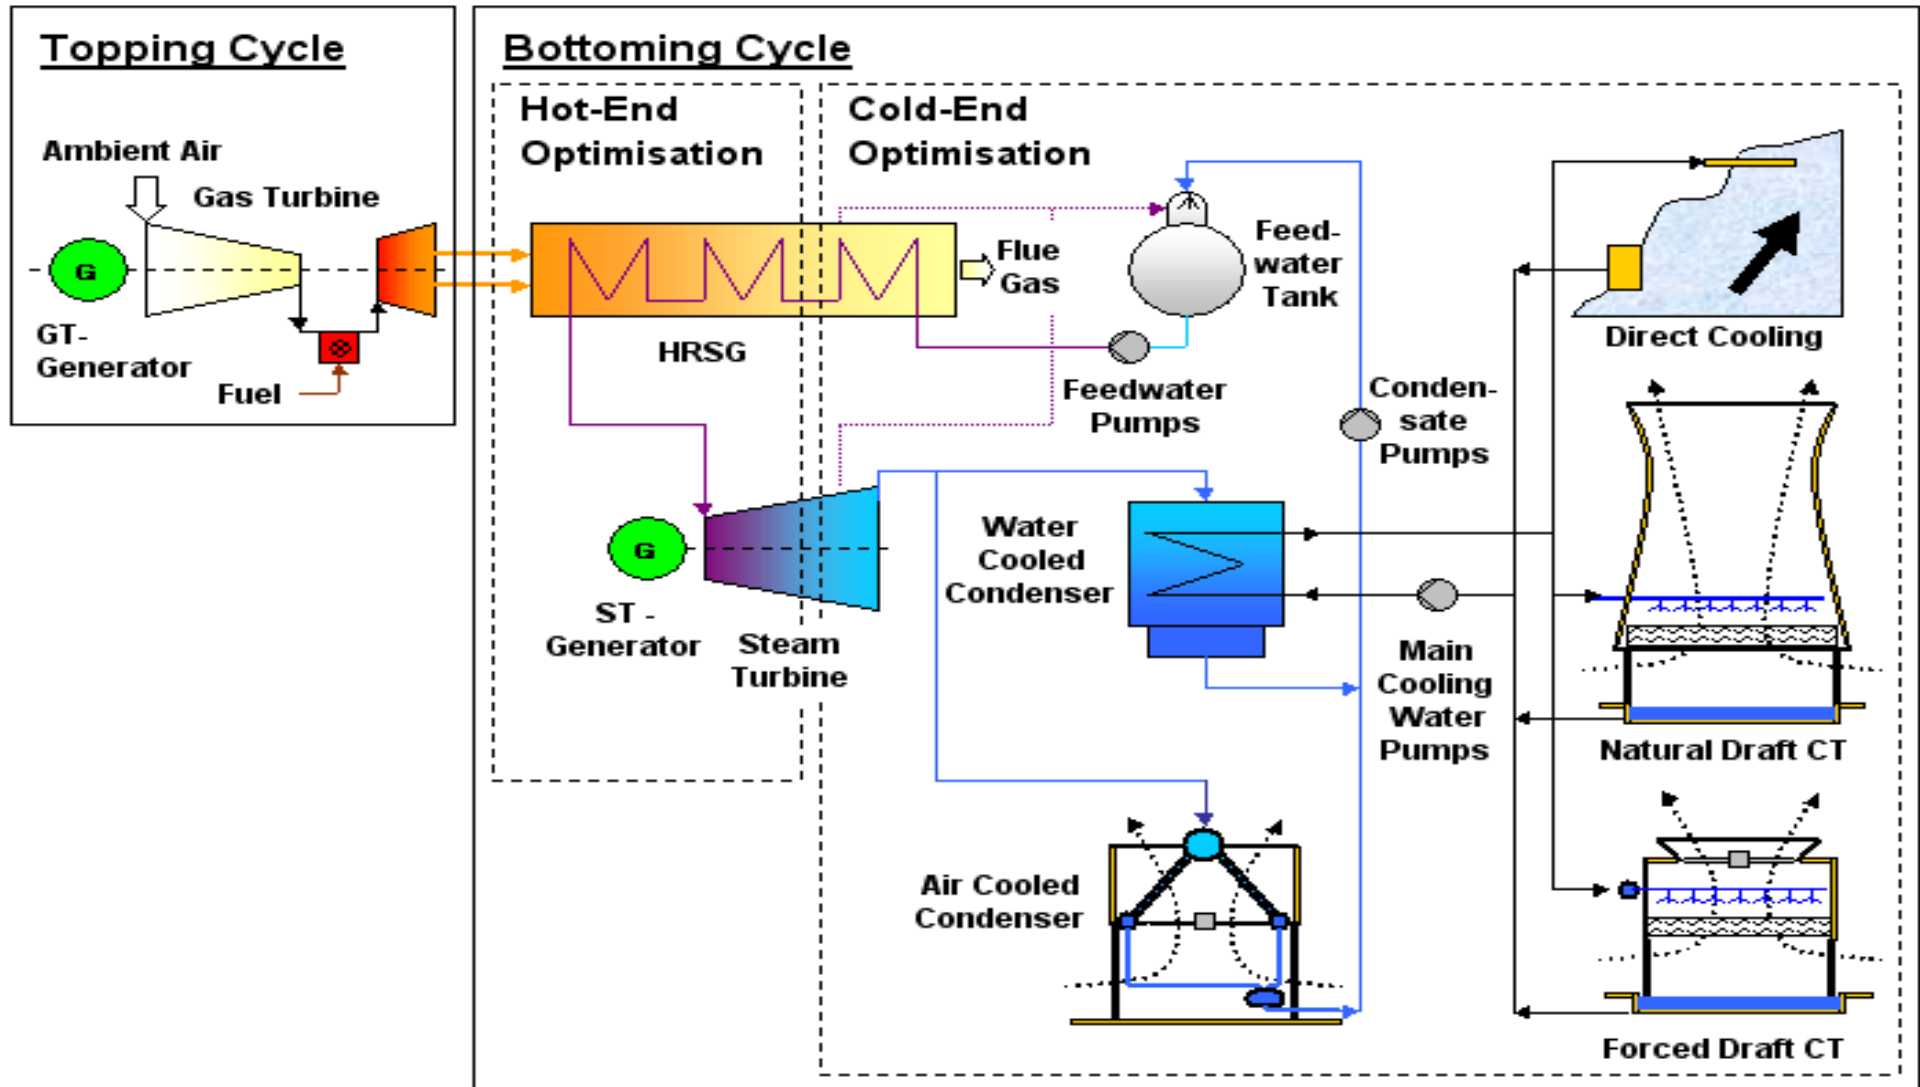 Topping Cycle
Ambient Air
Gas Turbine
G
GT-
Generator
Fuel
Bottoming Cycle
Hot-End
Optimisation
Cold-End
Optimisation
HRSG
Flue
Gas
Feed-
water
Tank
Feedwater
Pumps
Conden-
sate
Pumps
G
ST -
Generator
Steam
Turbine
Water
Cooled
Condenser
Main
Cooling
Water
Pumps
Air Cooled
Condenser
Direct Cooling
Natural Draft CT
Forced Draft CT